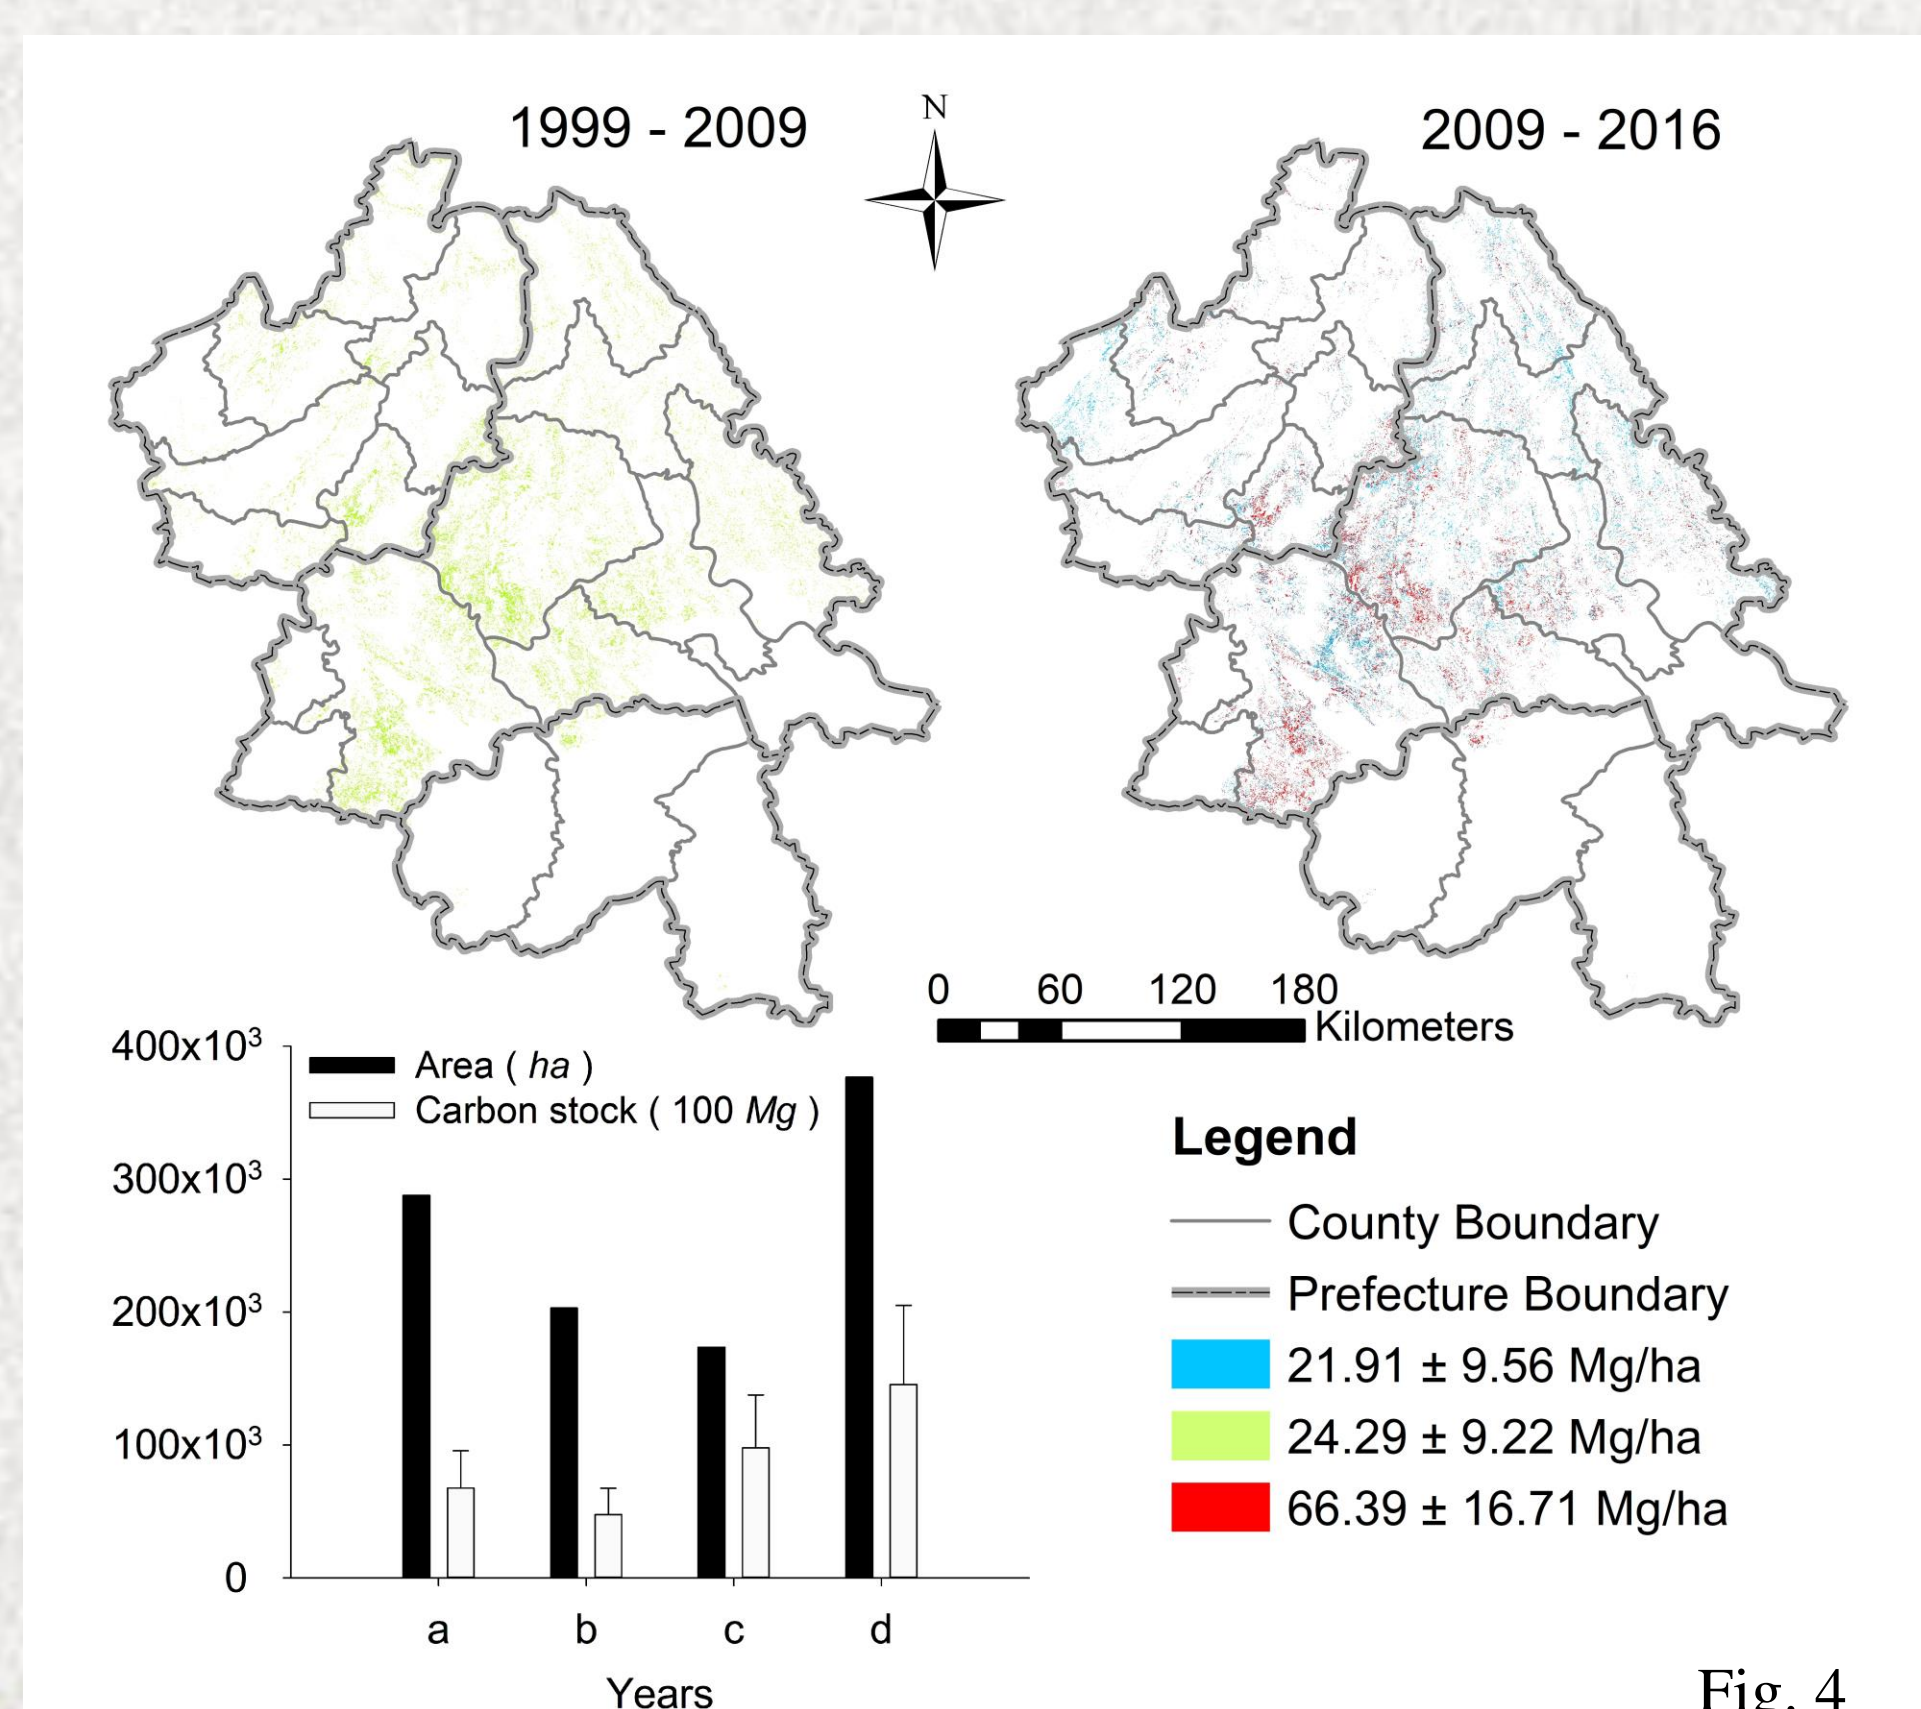 1999 - 2009
N
2009 - 2016
0 60 120 180
Kilometers
400x10³
300x10³
200x10³
100x10³
0
Area ( ha )
Carbon stock ( 100 Mg )
a b c d
Years
Legend
County Boundary
Prefecture Boundary
21.91 ± 9.56 Mg/ha
24.29 ± 9.22 Mg/ha
66.39 ± 16.71 Mg/ha
Fig. 4